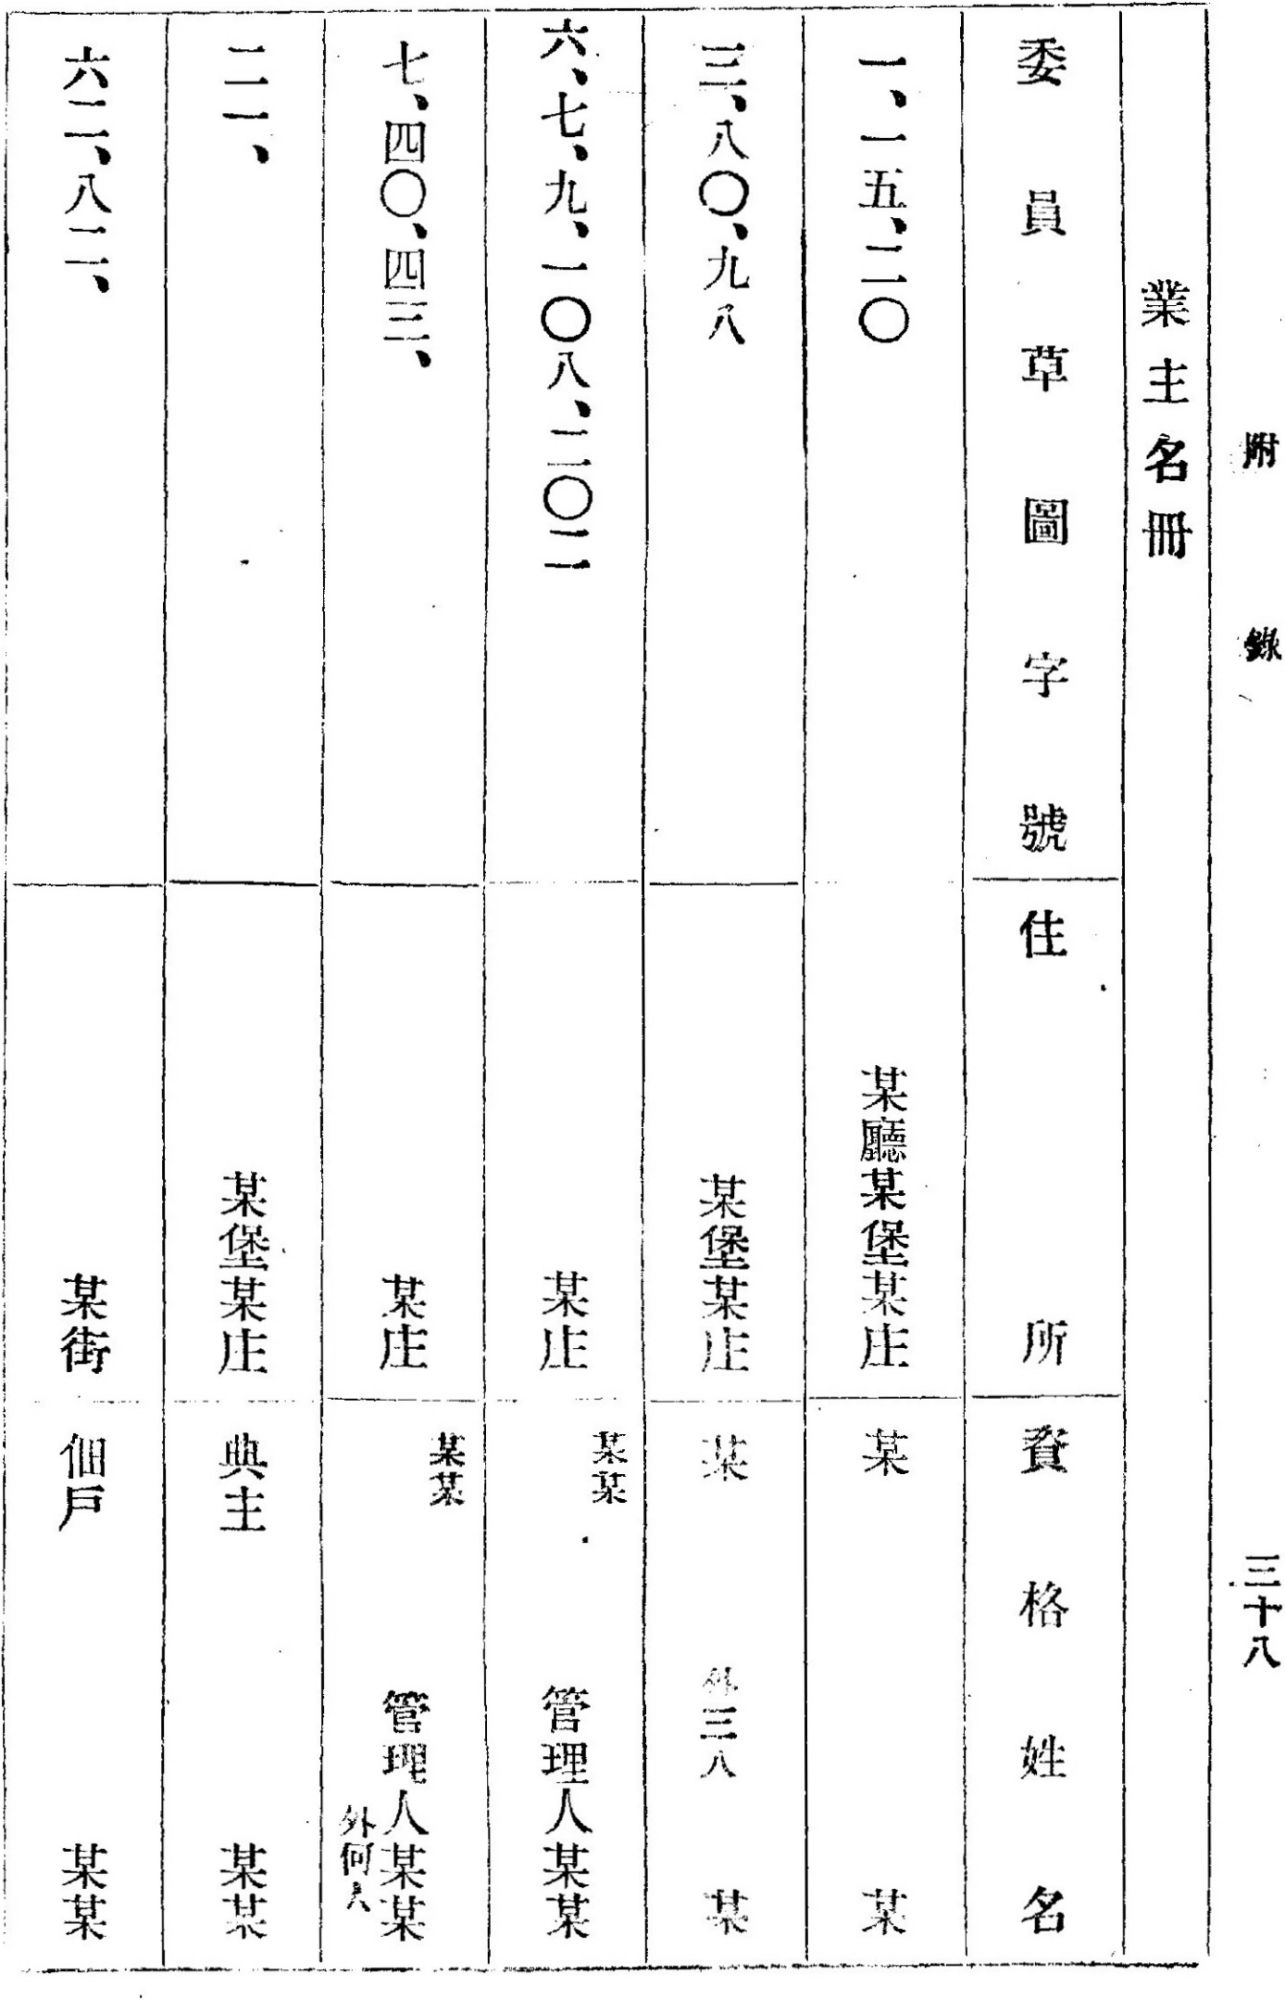 附錄
三十八
業主名冊
委員草圖字號
住所
資格姓名
一、一五、二〇
某廳某堡某庄
某
某
三、八〇、九八
某堡某庄
某
外三八
某
六、七、九、一〇八、二〇二
某庄
某某
管理人某某
七、四〇、四三、
某庄
某某
管理人某某
外何人
二一、
某堡某庄
典主
某某
六二、八二、
某街
佃戶
某某